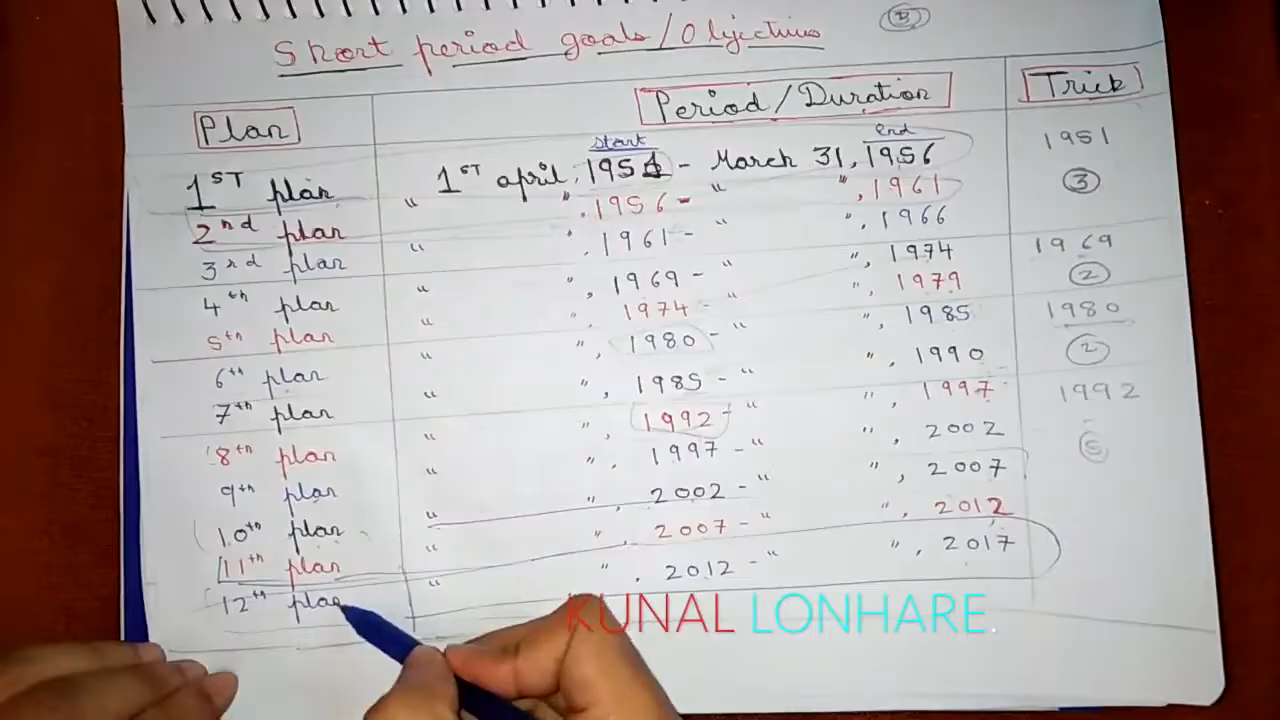 B
Short period goals/Objectives
Plan Period/Duration Trick
start end
1ST plan 1ST april, 1951 - March 31, 1956 1951
2nd plan " ", 1956 - " ", 1961 3
3rd plan " ", 1961 - " ", 1966
4th plan " ", 1969 - " ", 1974 1969
5th plan " ", 1974 - " ", 1979 2
6th plan " ", 1980 - " ", 1985 1980
7th plan " ", 1985 - " ", 1990 2
8th plan " ", 1992 - " ", 1997 1992
9th plan " ", 1997 - " ", 2002 5
10th plan " ", 2002 - " ", 2007
11th plan " ", 2007 - " ", 2012
12th plan " ", 2012 - " ", 2017
KUNAL LONHARE.